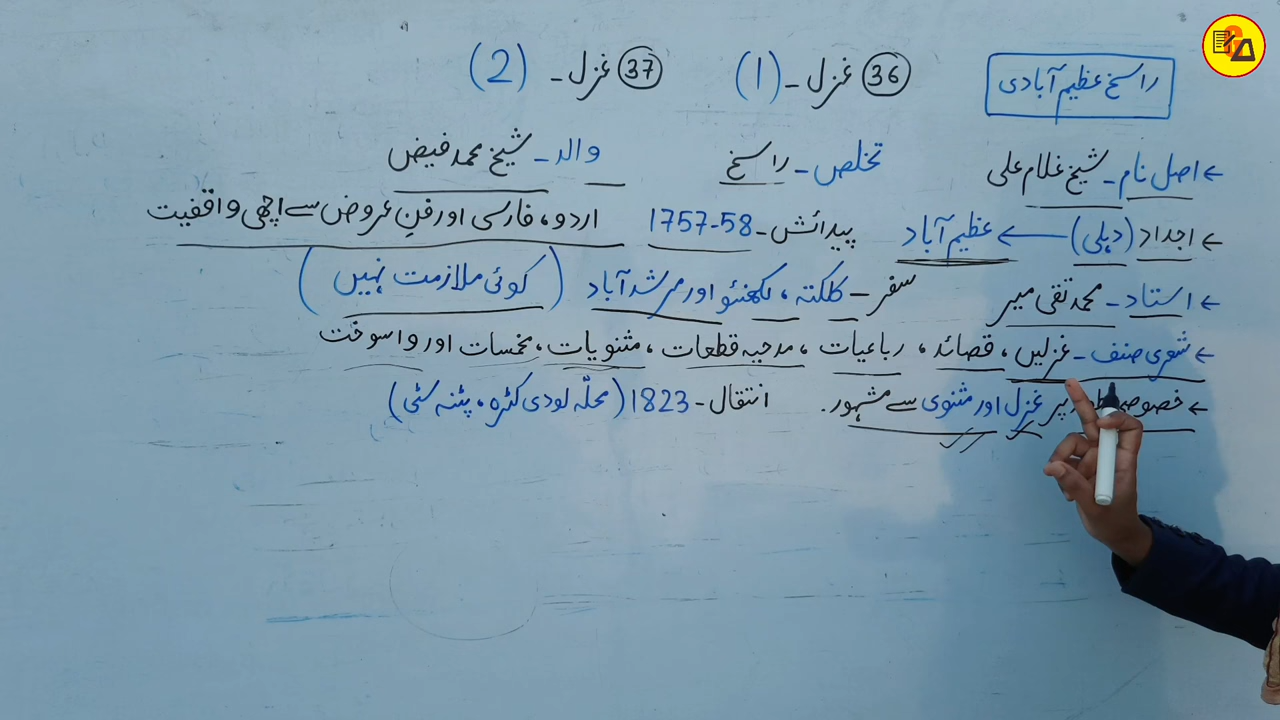 راسخ عظیم آبادی
36 غزل - (1) 37 غزل - (2)
← اصل نام - شیخ غلام علی تخلص - راسخ والد - شیخ محمد فیض
← اجداد (دہلی) ← عظیم آباد پیدائش - 58-1757 اردو، فارسی اور فنِ عروض سے اچھی واقفیت
← استاد - محمد تقی میر سفر - کلکتہ، لکھنئو اور مرشد آباد (کوئی ملازمت نہیں)
← شعری صنف - غزلیں، قصائد، رباعیات، مدحیہ قطعات، مثنویات، مخمسات اور واسوخت
← پر غزل اور مثنوی سے مشہور. انتقال - 1823 (محلّہ لودی کٹرہ، پٹنہ سٹی)